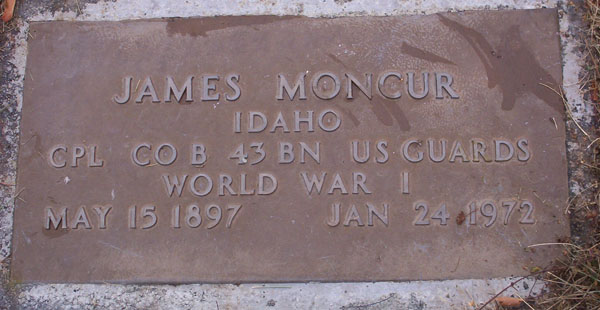 JAMES MONCUR
IDAHO
CPL CO B 43 BN US GUARDS
WORLD WAR I
MAY 15 1897 JAN 24 1972